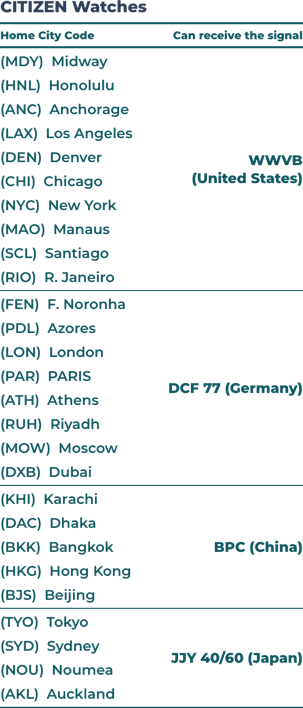 CITIZEN Watches
Home City Code Can receive the signal
(MDY) Midway
(HNL) Honolulu
(ANC) Anchorage
(LAX) Los Angeles
(DEN) Denver
(CHI) Chicago
(NYC) New York
(MAO) Manaus
(SCL) Santiago
(RIO) R. Janeiro
WWVB
(United States)
(FEN) F. Noronha
(PDL) Azores
(LON) London
(PAR) PARIS
(ATH) Athens
(RUH) Riyadh
(MOW) Moscow
(DXB) Dubai
DCF 77 (Germany)
(KHI) Karachi
(DAC) Dhaka
(BKK) Bangkok
(HKG) Hong Kong
(BJS) Beijing
BPC (China)
(TYO) Tokyo
(SYD) Sydney
(NOU) Noumea
(AKL) Auckland
JJY 40/60 (Japan)